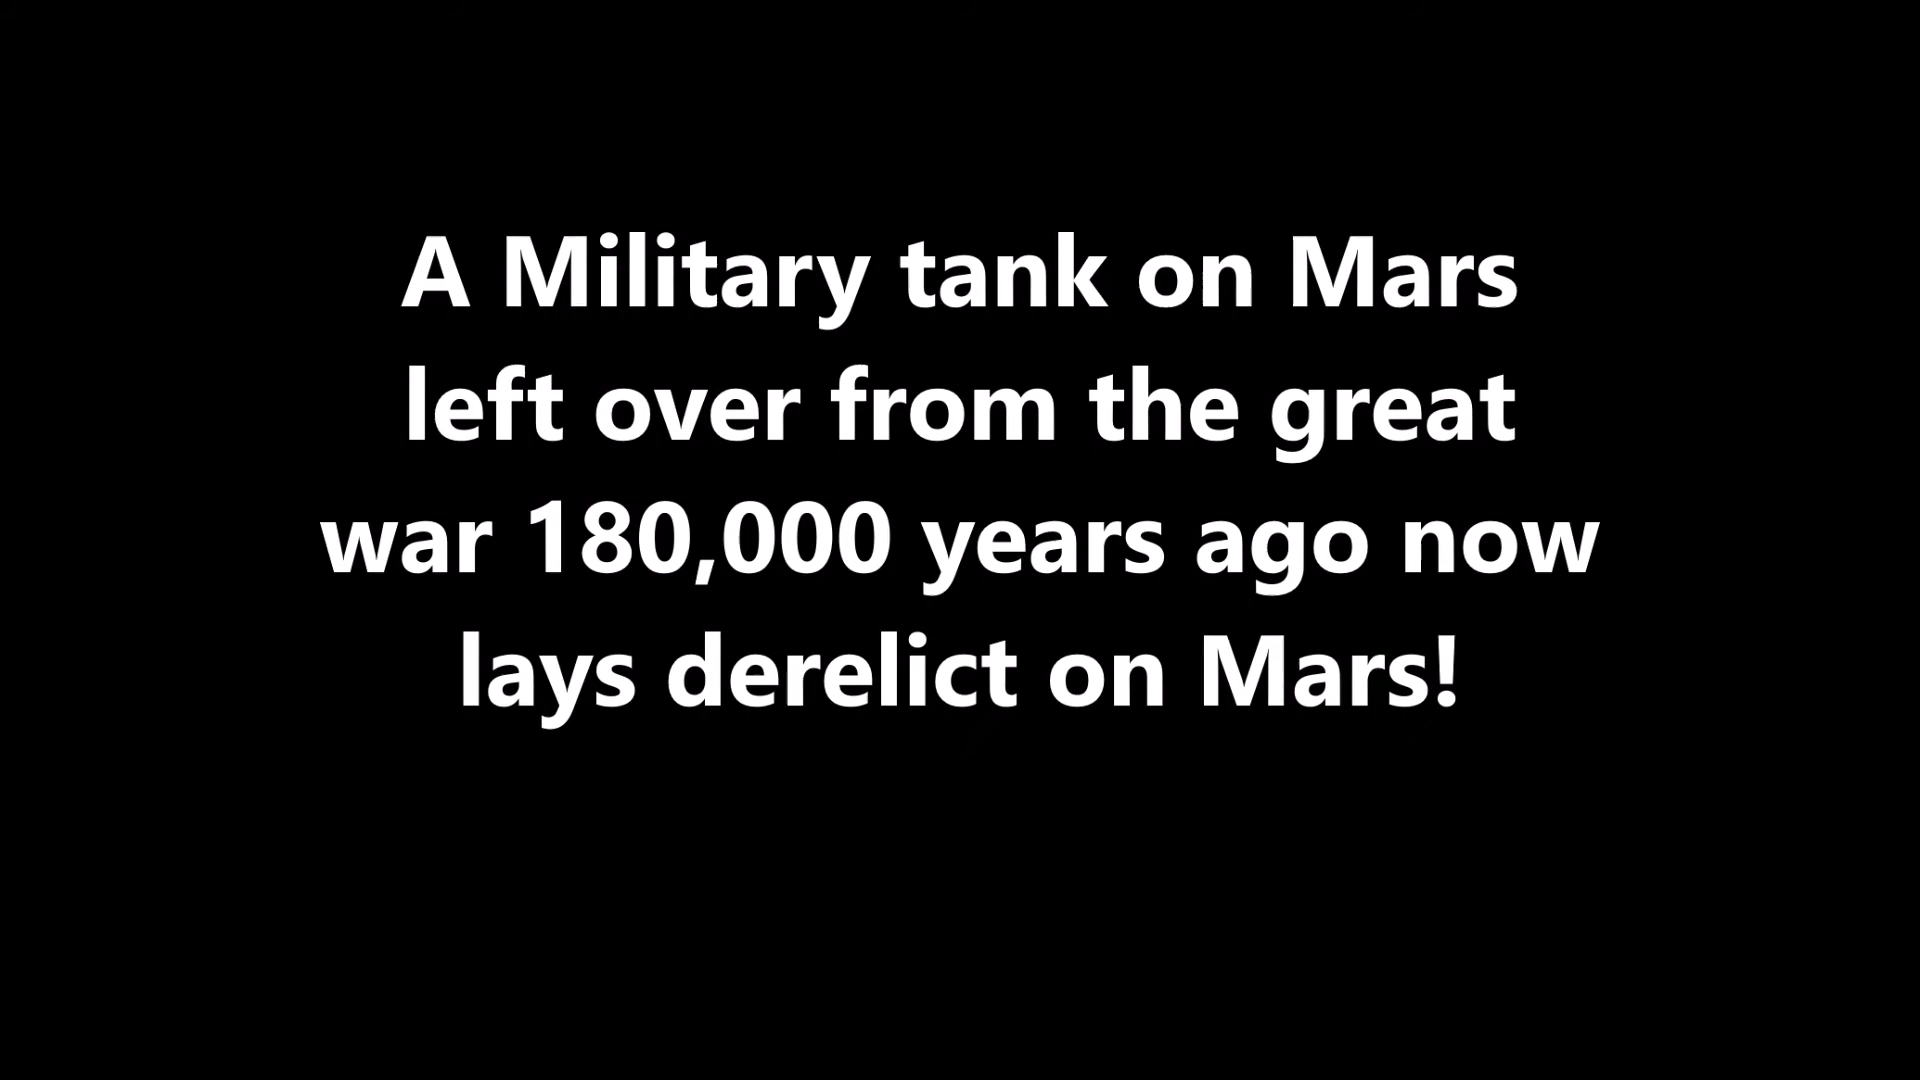 A Military tank on Mars
left over from the great
war 180,000 years ago now
lays derelict on Mars!